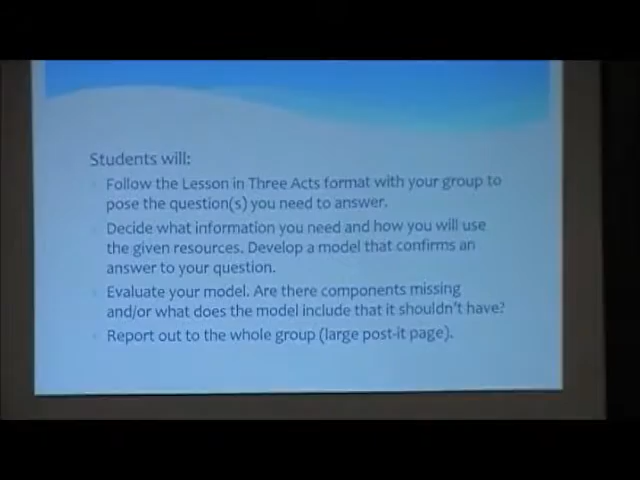 Students will:
Follow the Lesson in Three Acts format with your group to
pose the question(s) you need to answer.
Decide what information you need and how you will use
the given resources. Develop a model that confirms an
answer to your question.
Evaluate your model. Are there components missing
and/or what does the model include that it shouldn't have?
Report out to the whole group (large post-it page).